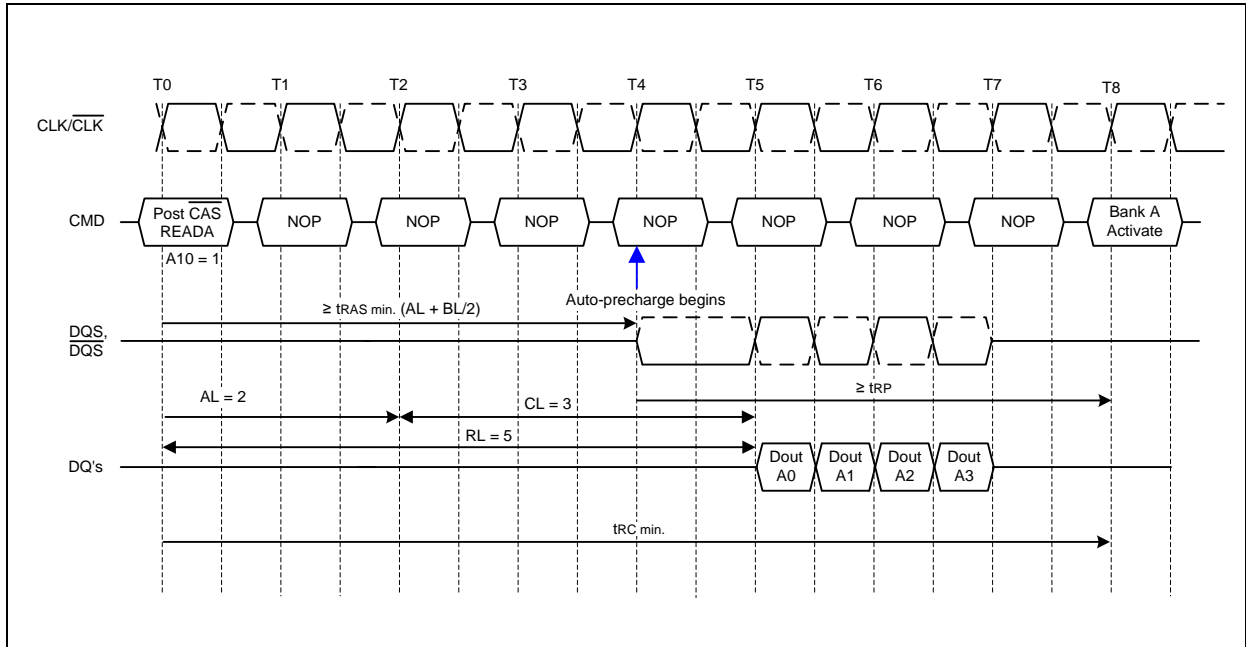 T0 T1 T2 T3 T4 T5 T6 T7 T8
CLK/CLK
CMD
Post CAS
READA
NOP NOP NOP NOP NOP NOP NOP
Bank A
Activate
A10 = 1
Auto-precharge begins
≥ tRAS min. (AL + BL/2)
DQS,
DQS
≥ tRP
AL = 2
CL = 3
RL = 5
DQ's
Dout
A0
Dout
A1
Dout
A2
Dout
A3
tRC min.